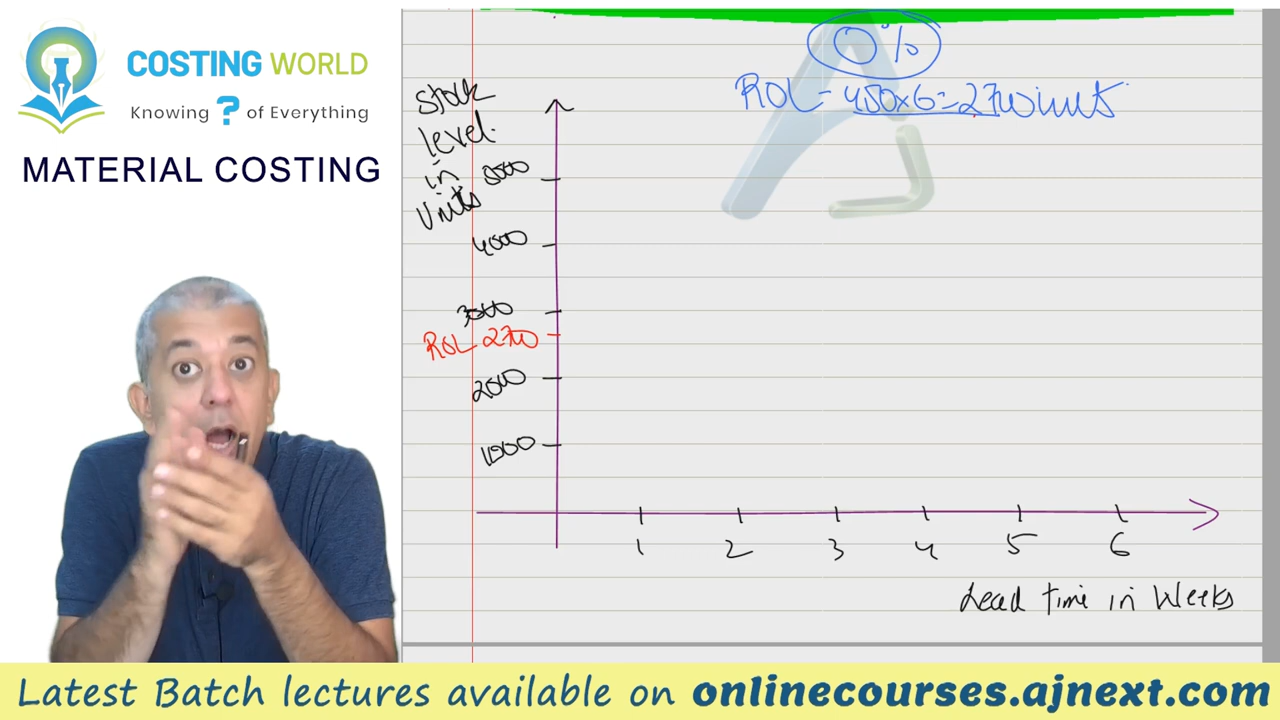 COSTING WORLD
Knowing ? of Everything
MATERIAL COSTING
0%
ROL - 450x6=2700 units
Stock
level
in
Units
5000
4000
3000
ROL 2700
2000
1000
1 2 3 4 5 6
Lead time in Weeks
Latest Batch lectures available on onlinecourses.ajnext.com